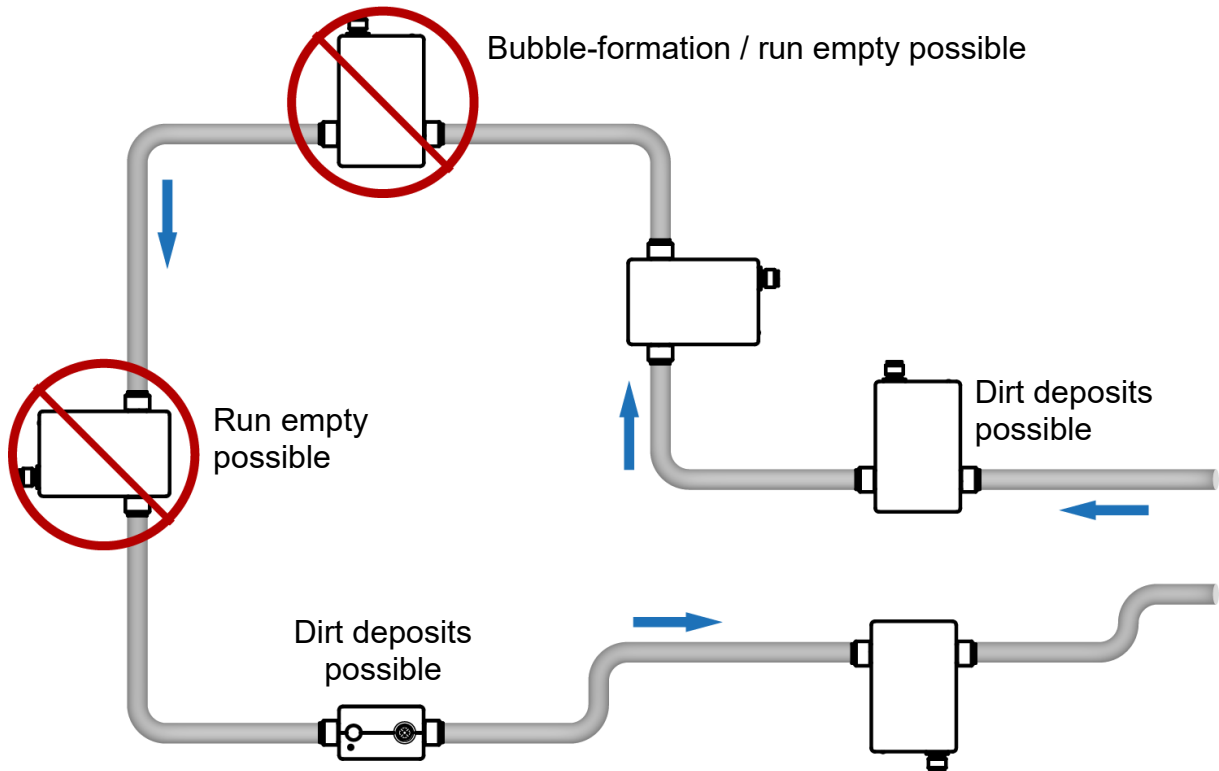 Bubble-formation / run empty possible
Dirt deposits
possible
Run empty
possible
Dirt deposits
possible